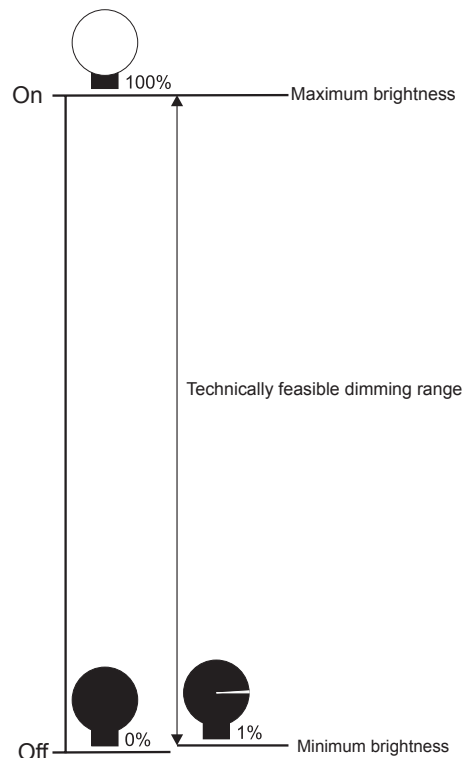 100%
On
Maximum brightness
Technically feasible dimming range
0%
1%
Off
Minimum brightness